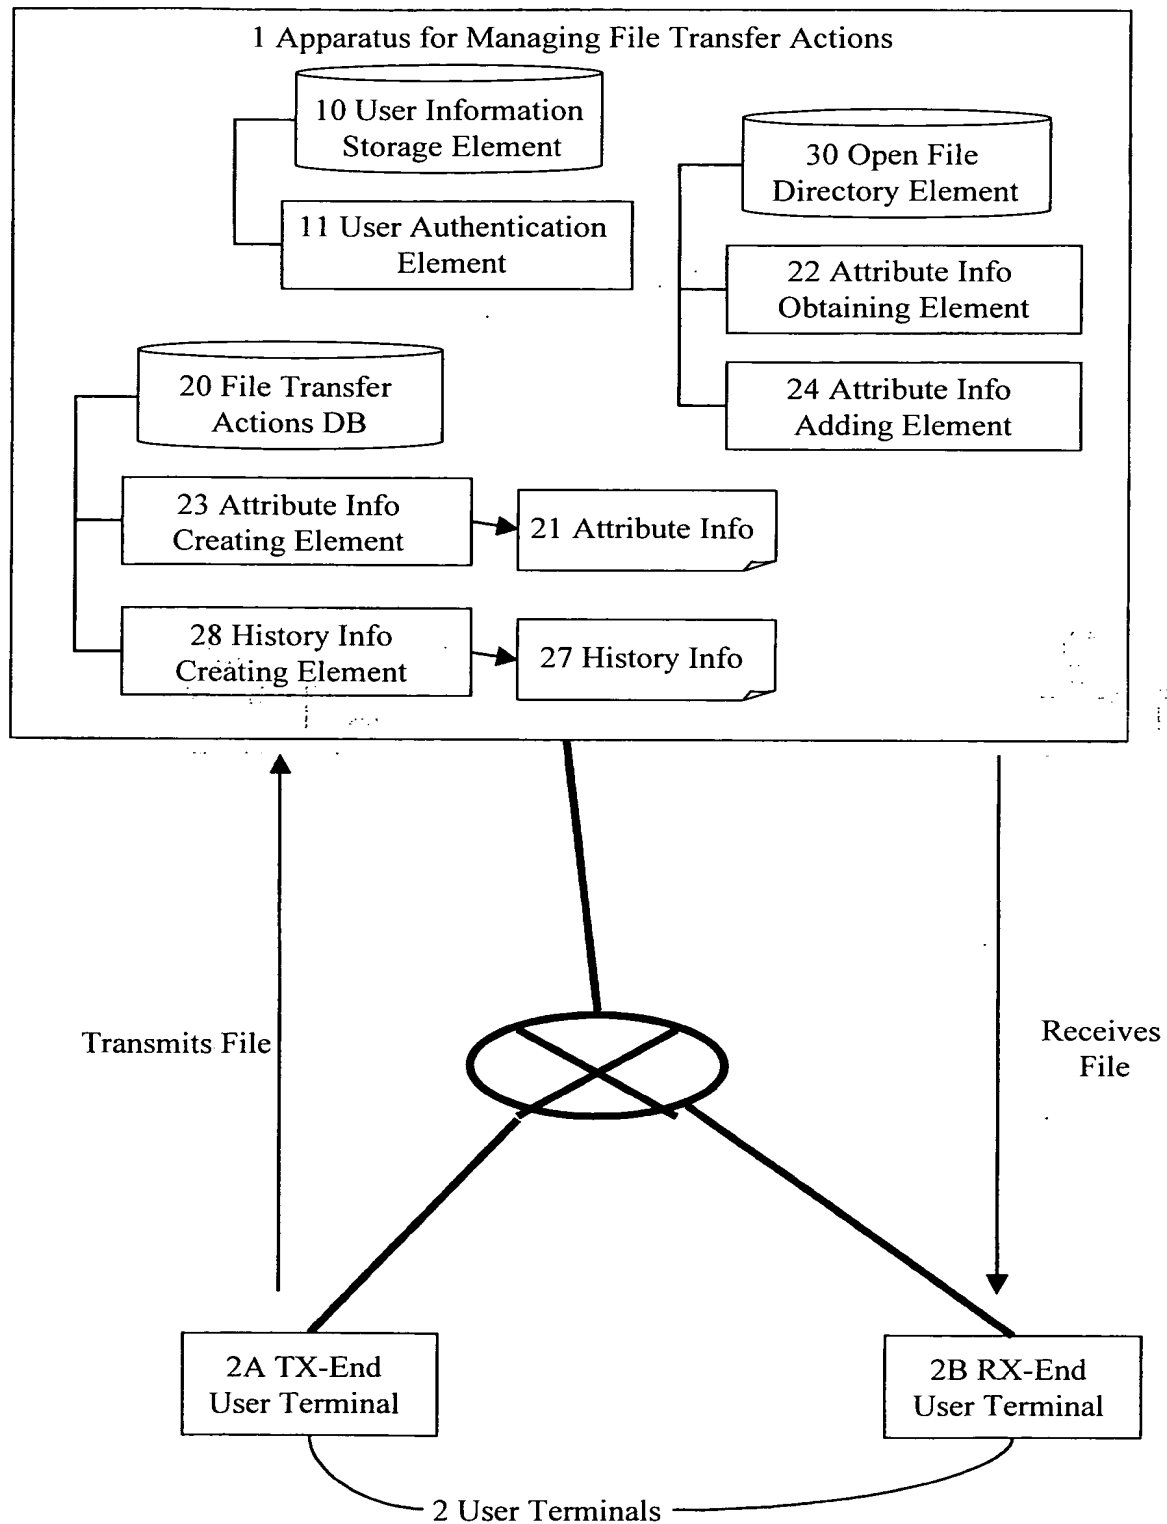 1 Apparatus for Managing File Transfer Actions
10 User Information
Storage Element
11 User Authentication
Element
30 Open File
Directory Element
22 Attribute Info
Obtaining Element
24 Attribute Info
Adding Element
20 File Transfer
Actions DB
23 Attribute Info
Creating Element
21 Attribute Info
28 History Info
Creating Element
27 History Info
Transmits File
Receives
File
2A TX-End
User Terminal
2B RX-End
User Terminal
2 User Terminals